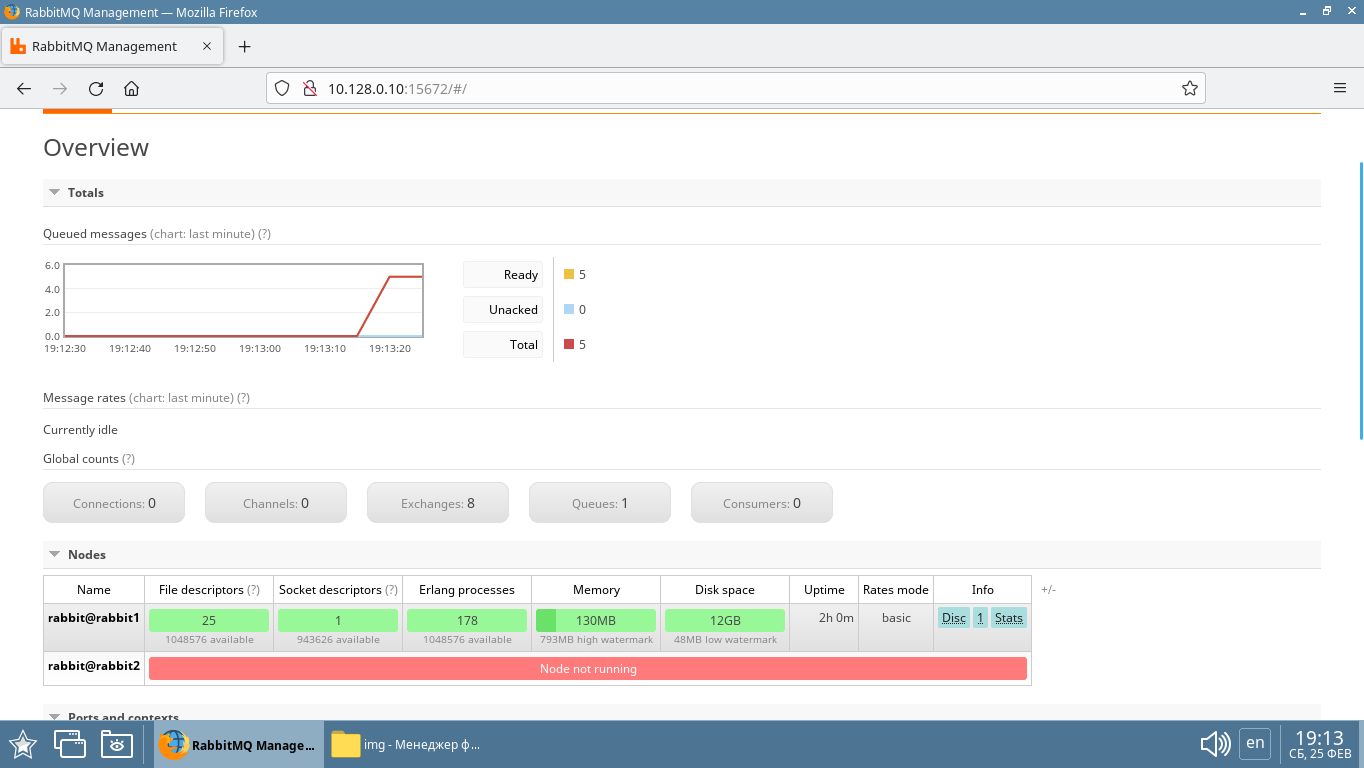 RabbitMQ Management — Mozilla Firefox
RabbitMQ Management
10.128.0.10:15672/#/
Overview
Totals
Queued messages (chart: last minute) (?)
6.0
4.0
2.0
0.0
19:12:30 19:12:40 19:12:50 19:13:00 19:13:10 19:13:20
Ready 5
Unacked 0
Total 5
Message rates (chart: last minute) (?)
Currently idle
Global counts (?)
Connections: 0 Channels: 0 Exchanges: 8 Queues: 1 Consumers: 0
Nodes
Name File descriptors (?) Socket descriptors (?) Erlang processes Memory Disk space Uptime Rates mode Info +/-
rabbit@rabbit1 25 1 178 130MB 12GB 2h 0m basic Disc 1 Stats
1048576 available 943626 available 1048576 available 793MB high watermark 48MB low watermark
rabbit@rabbit2 Node not running
Ports and contexts
RabbitMQ Manage... img - Менеджер ф... en 19:13
СБ, 25 ФЕВ